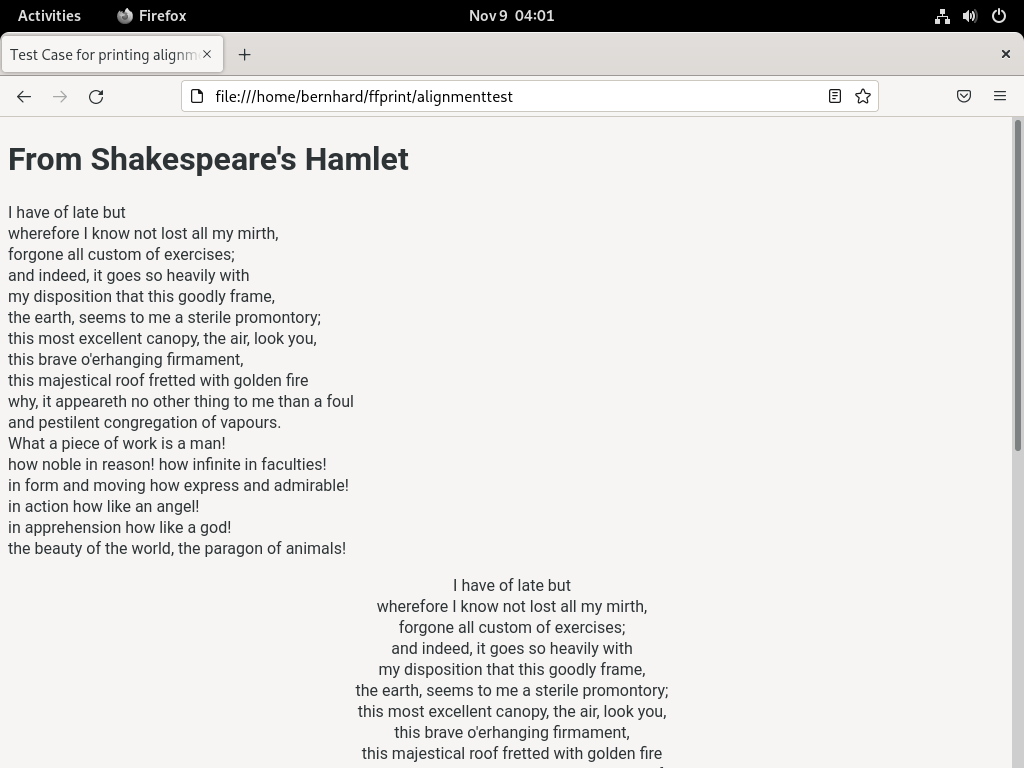 Activities Firefox Nov 9 04:01
Test Case for printing alignm
file:///home/bernhard/ffprint/alignmenttest
From Shakespeare's Hamlet
I have of late but
wherefore I know not lost all my mirth,
forgone all custom of exercises;
and indeed, it goes so heavily with
my disposition that this goodly frame,
the earth, seems to me a sterile promontory;
this most excellent canopy, the air, look you,
this brave o'erhanging firmament,
this majestical roof fretted with golden fire
why, it appeareth no other thing to me than a foul
and pestilent congregation of vapours.
What a piece of work is a man!
how noble in reason! how infinite in faculties!
in form and moving how express and admirable!
in action how like an angel!
in apprehension how like a god!
the beauty of the world, the paragon of animals!
I have of late but
wherefore I know not lost all my mirth,
forgone all custom of exercises;
and indeed, it goes so heavily with
my disposition that this goodly frame,
the earth, seems to me a sterile promontory;
this most excellent canopy, the air, look you,
this brave o'erhanging firmament,
this majestical roof fretted with golden fire